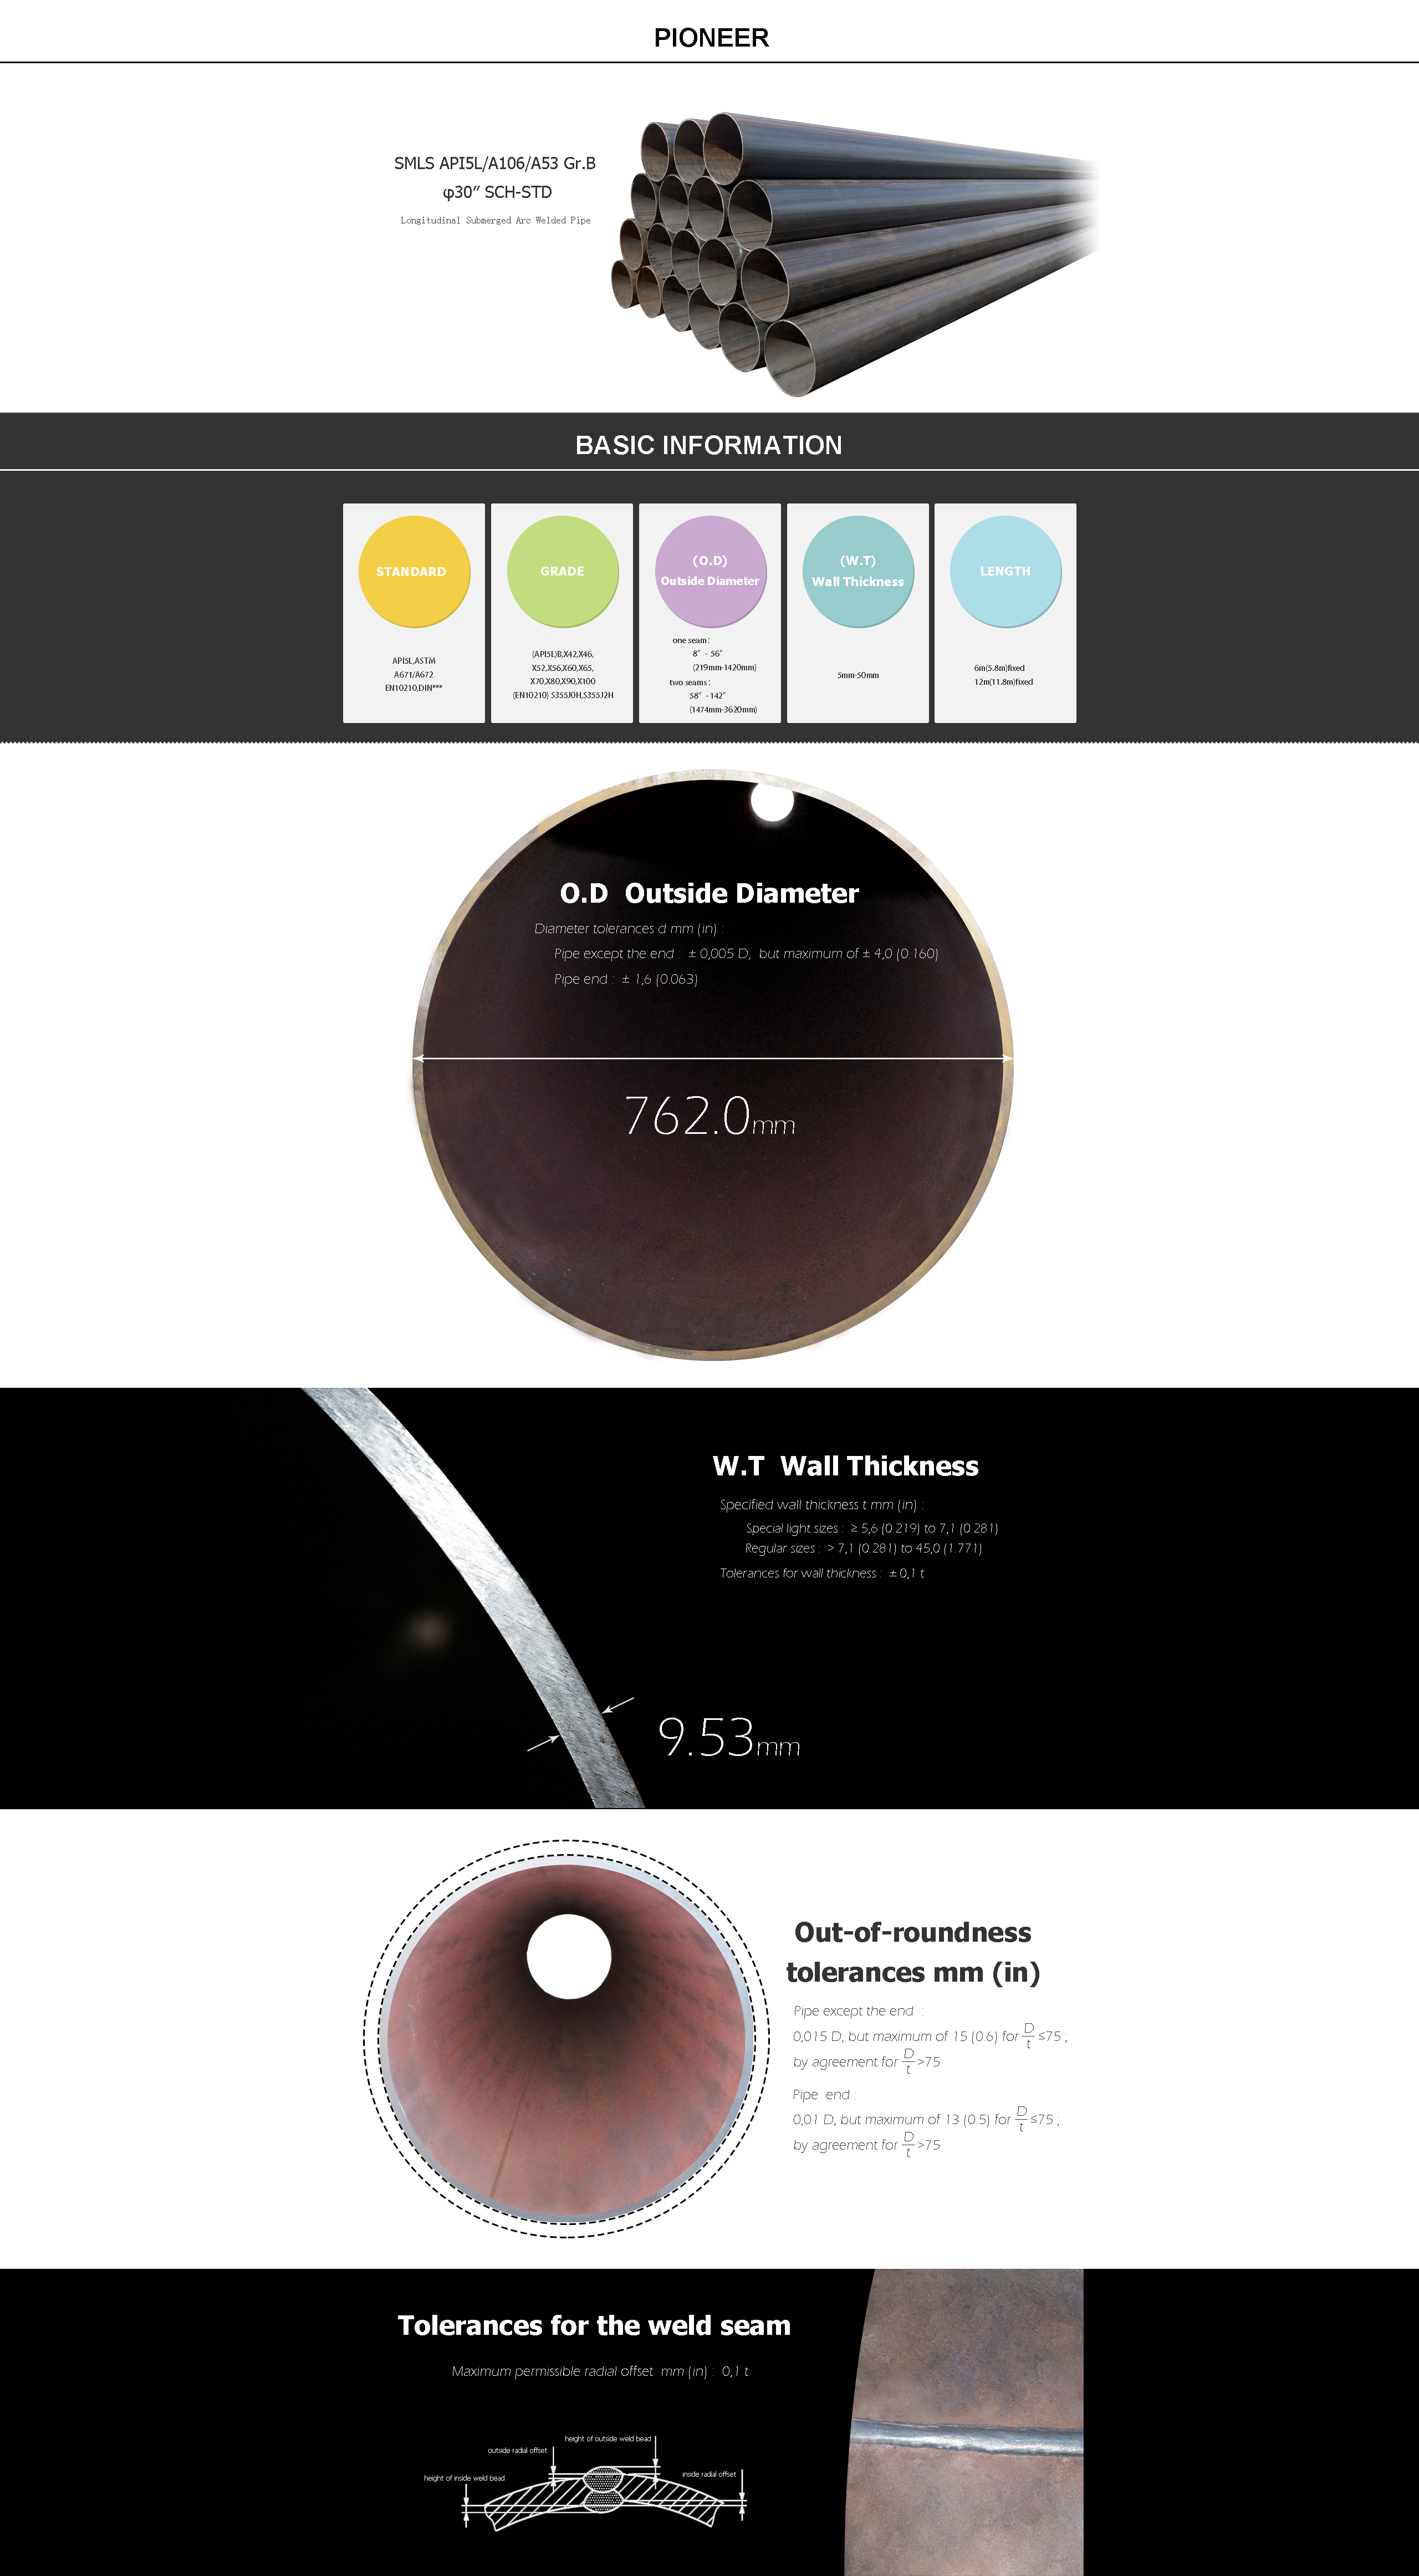 PIONEER
SMLS API5L/A106/A53 Gr.B
φ30″ SCH-STD
Longitudinal Submerged Arc Welded Pipe
BASIC INFORMATION
STANDARD
API5L,ASTM
A671/A672
EN10210,DIN***
GRADE
(API5L)B,X42,X46,
X52,X56,X60,X65,
X70,X80,X90,X100
(EN10210) S355J0H,S355J2H
(O.D)
Outside Diameter
one seam:
8″ - 56″
(219mm-1420mm)
two seams:
58″ -142″
(1474mm-3620mm)
(W.T)
Wall Thickness
5mm-50mm
LENGTH
6m(5.8m)fixed
12m(11.8m)fixed
O.D Outside Diameter
Diameter tolerances d mm (in) :
Pipe except the end : ± 0,005 D, but maximum of ± 4,0 (0.160)
Pipe end : ± 1,6 (0.063)
762.0mm
W.T Wall Thickness
Specified wall thickness t mm (in) :
Special light sizes : ≥ 5,6 (0.219) to 7,1 (0.281)
Regular sizes : > 7,1 (0.281) to 45,0 (1.771)
Tolerances for wall thickness : ± 0,1 t
9.53mm
Out-of-roundness
tolerances mm (in)
Pipe except the end :
0,015 D, but maximum of 15 (0.6) for D/t ≤75 ;
by agreement for D/t >75
Pipe end :
0,01 D, but maximum of 13 (0.5) for D/t ≤75 ;
by agreement for D/t >75
Tolerances for the weld seam
Maximum permissible radial offset mm (in) : 0,1 t
height of outside weld bead
outside radial offset
inside radial offset
height of inside weld bead